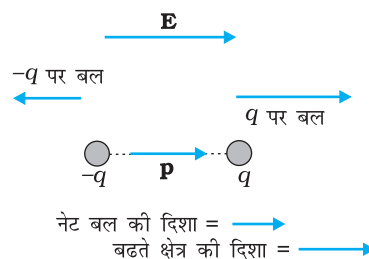 E
–q पर बल
q पर बल
–q
p
q
नेट बल की दिशा =
बढते क्षेत्र की दिशा =